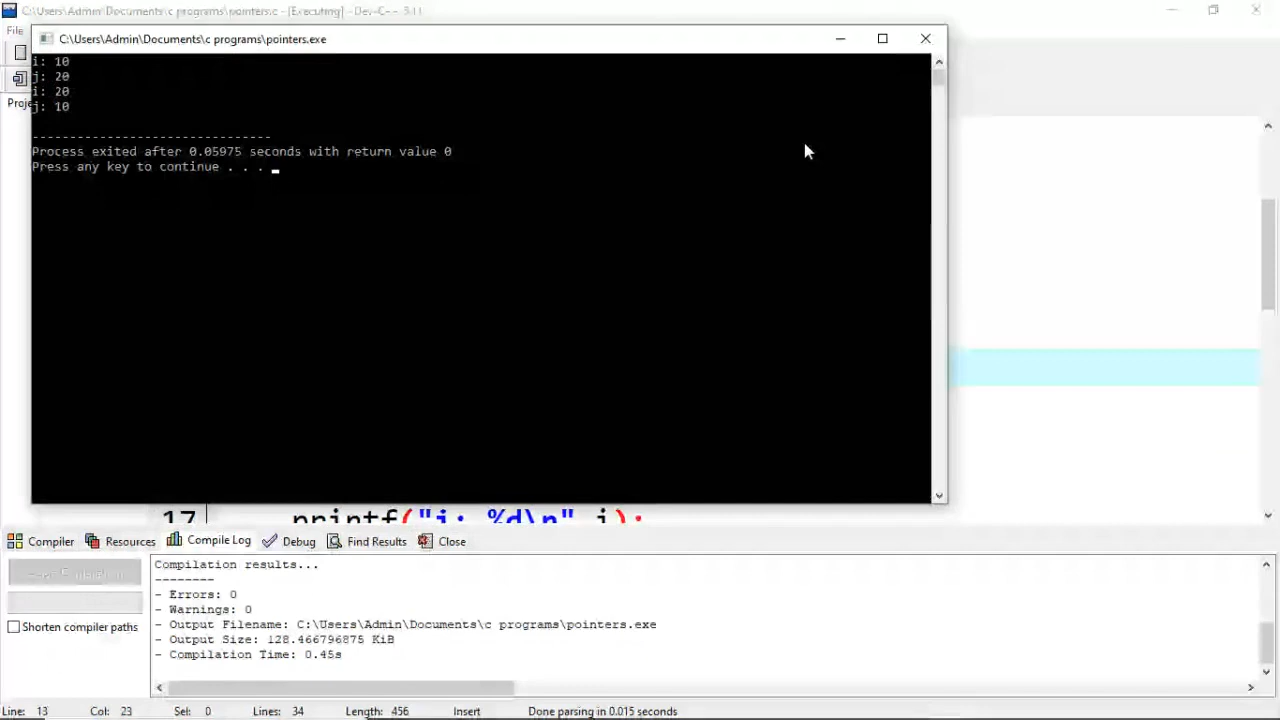 C:\Users\Admin\Documents\c programs\pointers.c - [Executing] - Dev-C++ 5.11
File
C:\Users\Admin\Documents\c programs\pointers.exe
i: 10
j: 20
i: 20
j: 10
Proje
--------------------------------
Process exited after 0.05975 seconds with return value 0
Press any key to continue . . .
17 printf("j: %d\n",j);
Compiler Resources Compile Log Debug Find Results Close
Compilation results...
--------
- Errors: 0
- Warnings: 0
- Output Filename: C:\Users\Admin\Documents\c programs\pointers.exe
- Output Size: 128.466796875 KiB
- Compilation Time: 0.45s
Shorten compiler paths
Line: 13 Col: 23 Sel: 0 Lines: 34 Length: 456 Insert Done parsing in 0.015 seconds